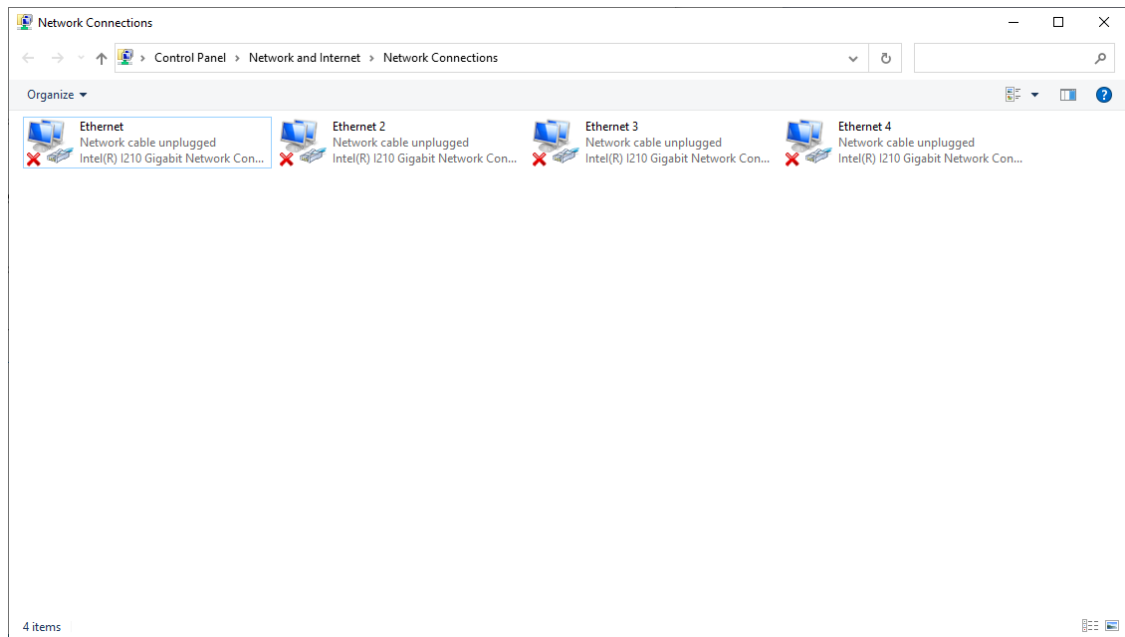 Network Connections
Control Panel > Network and Internet > Network Connections
Organize
Ethernet
Network cable unplugged
Intel(R) I210 Gigabit Network Con...
Ethernet 2
Network cable unplugged
Intel(R) I210 Gigabit Network Con...
Ethernet 3
Network cable unplugged
Intel(R) I210 Gigabit Network Con...
Ethernet 4
Network cable unplugged
Intel(R) I210 Gigabit Network Con...
4 items